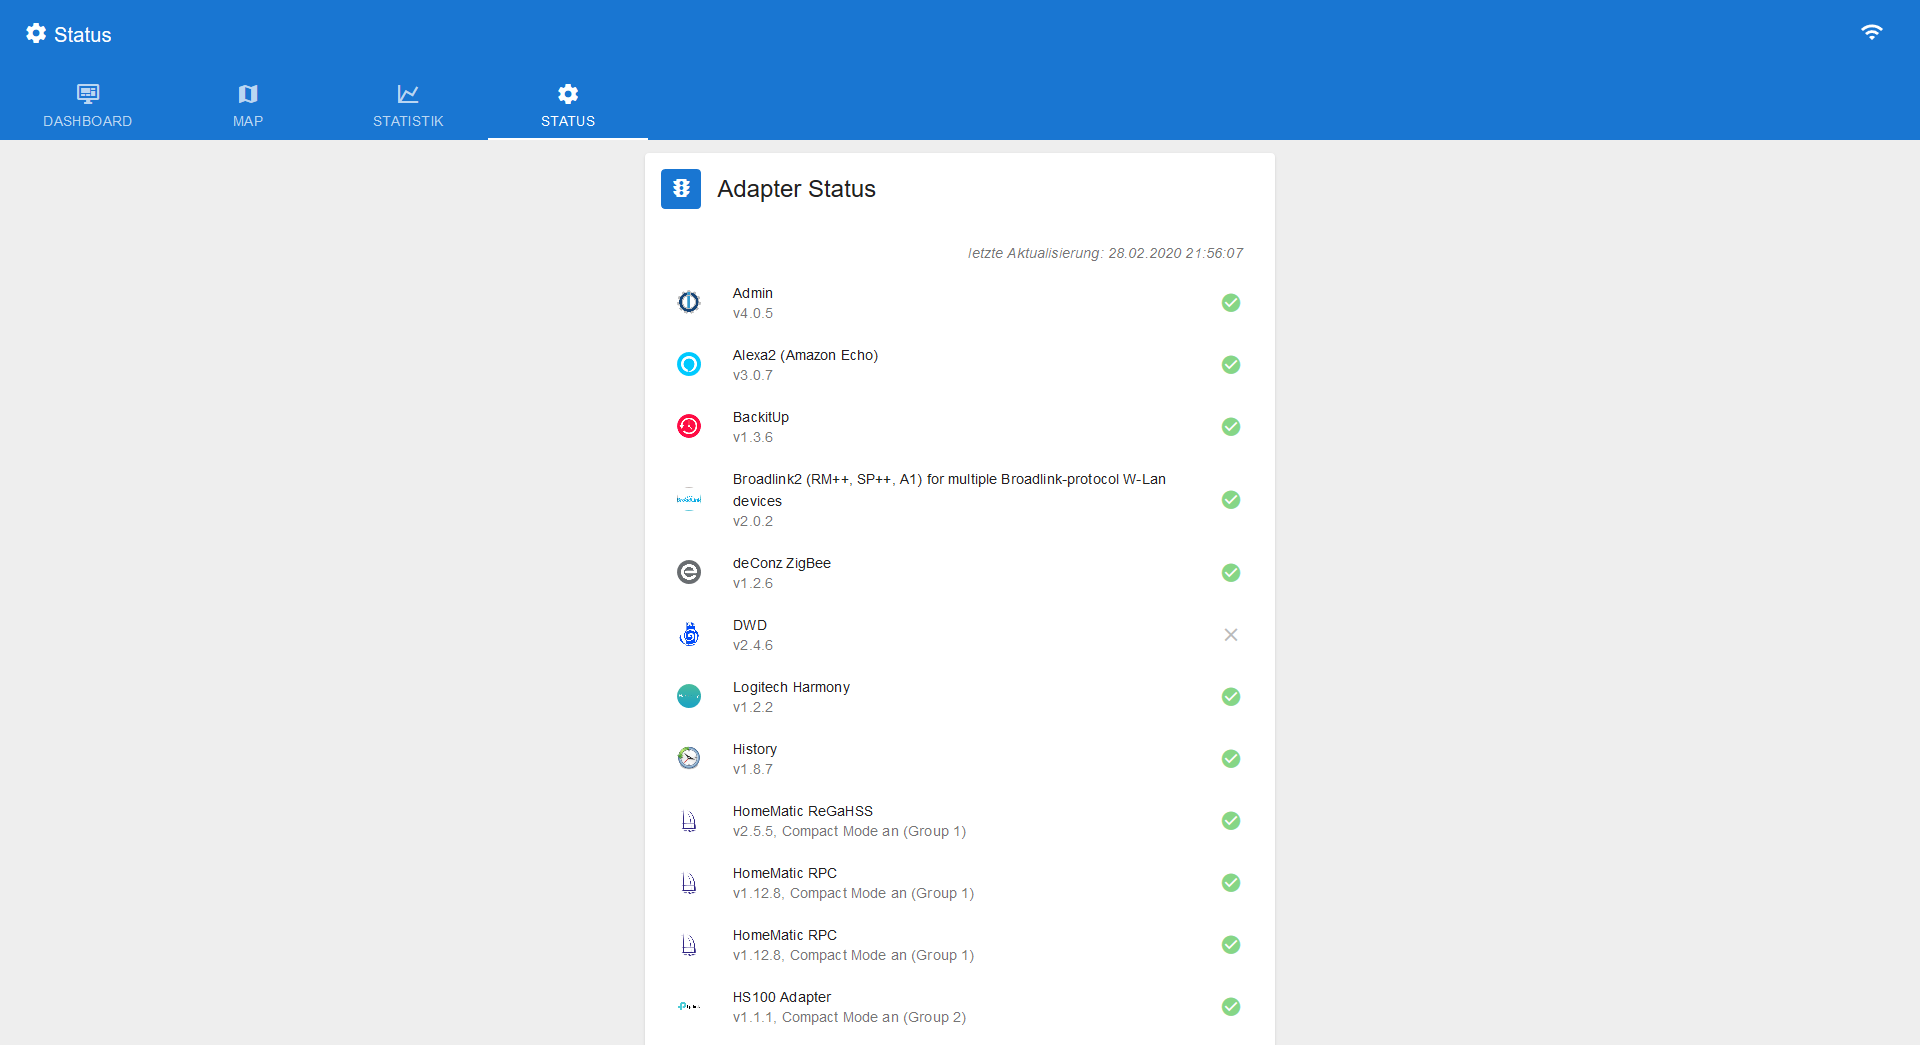 Status
DASHBOARD
MAP
STATISTIK
STATUS
Adapter Status
letzte Aktualisierung: 28.02.2020 21:56:07
Admin
v4.0.5
Alexa2 (Amazon Echo)
v3.0.7
BackitUp
v1.3.6
Broadlink2 (RM++, SP++, A1) for multiple Broadlink-protocol W-Lan
devices
v2.0.2
deConz ZigBee
v1.2.6
DWD
v2.4.6
Logitech Harmony
v1.2.2
History
v1.8.7
HomeMatic ReGaHSS
v2.5.5, Compact Mode an (Group 1)
HomeMatic RPC
v1.12.8, Compact Mode an (Group 1)
HomeMatic RPC
v1.12.8, Compact Mode an (Group 1)
HS100 Adapter
v1.1.1, Compact Mode an (Group 2)